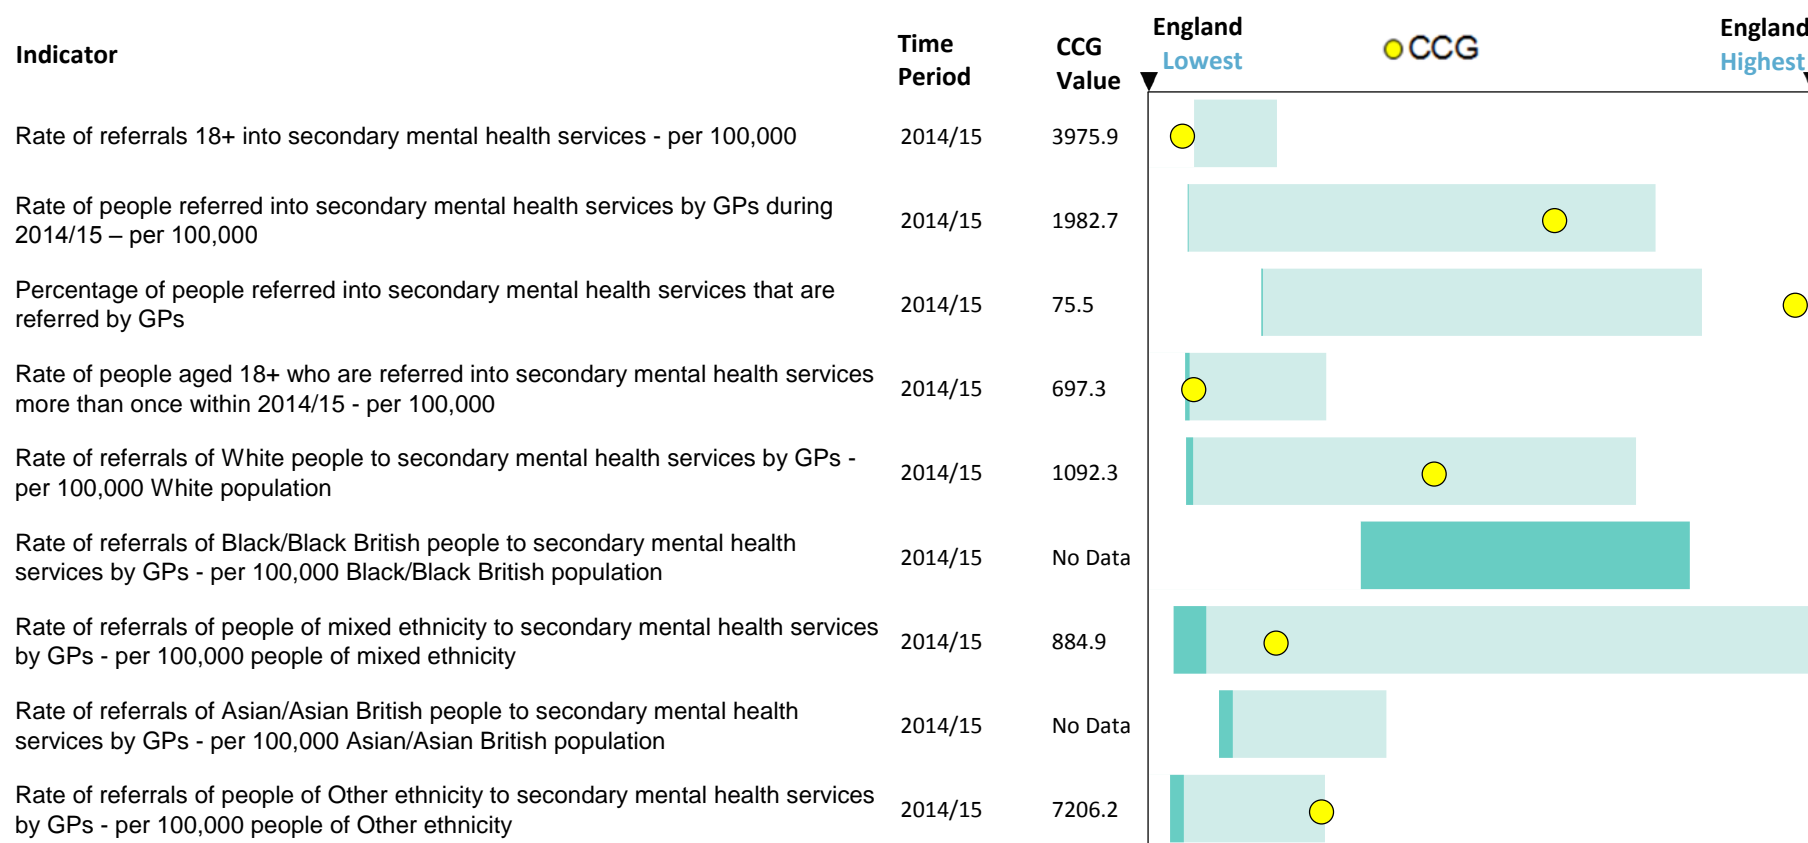 Indicator
Time Period
CCG Value
England Lowest
CCG
England Highest
Rate of referrals 18+ into secondary mental health services - per 100,000
2014/15
3975.9
Rate of people referred into secondary mental health services by GPs during
2014/15 – per 100,000
2014/15
1982.7
Percentage of people referred into secondary mental health services that are
referred by GPs
2014/15
75.5
Rate of people aged 18+ who are referred into secondary mental health services
more than once within 2014/15 - per 100,000
2014/15
697.3
Rate of referrals of White people to secondary mental health services by GPs -
per 100,000 White population
2014/15
1092.3
Rate of referrals of Black/Black British people to secondary mental health
services by GPs - per 100,000 Black/Black British population
2014/15
No Data
Rate of referrals of people of mixed ethnicity to secondary mental health services
by GPs - per 100,000 people of mixed ethnicity
2014/15
884.9
Rate of referrals of Asian/Asian British people to secondary mental health
services by GPs - per 100,000 Asian/Asian British population
2014/15
No Data
Rate of referrals of people of Other ethnicity to secondary mental health services
by GPs - per 100,000 people of Other ethnicity
2014/15
7206.2